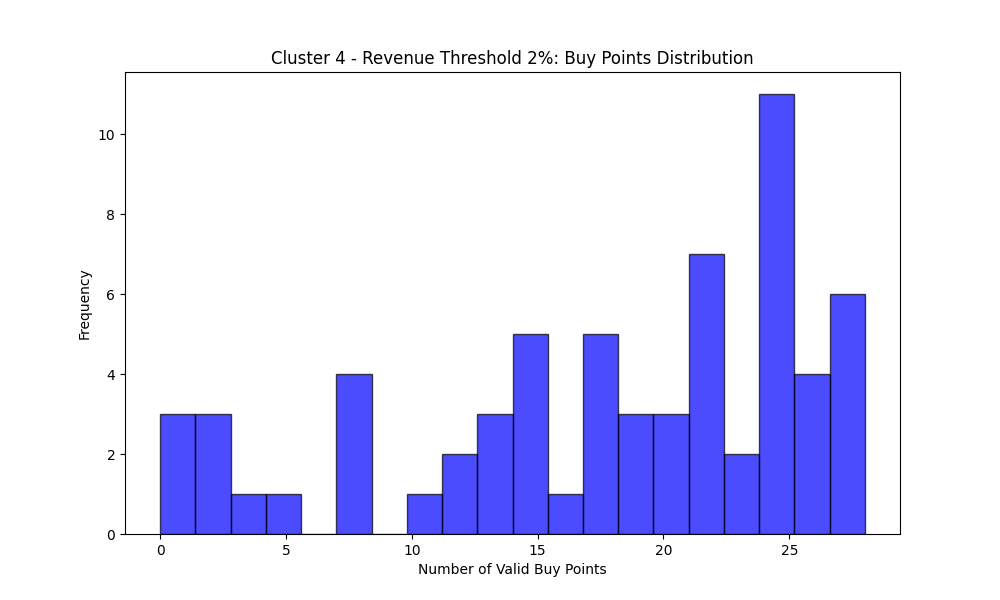 Cluster 4 - Revenue Threshold 2%: Buy Points Distribution
10
8
6
4
2
0
Frequency
0 5 10 15 20 25
Number of Valid Buy Points